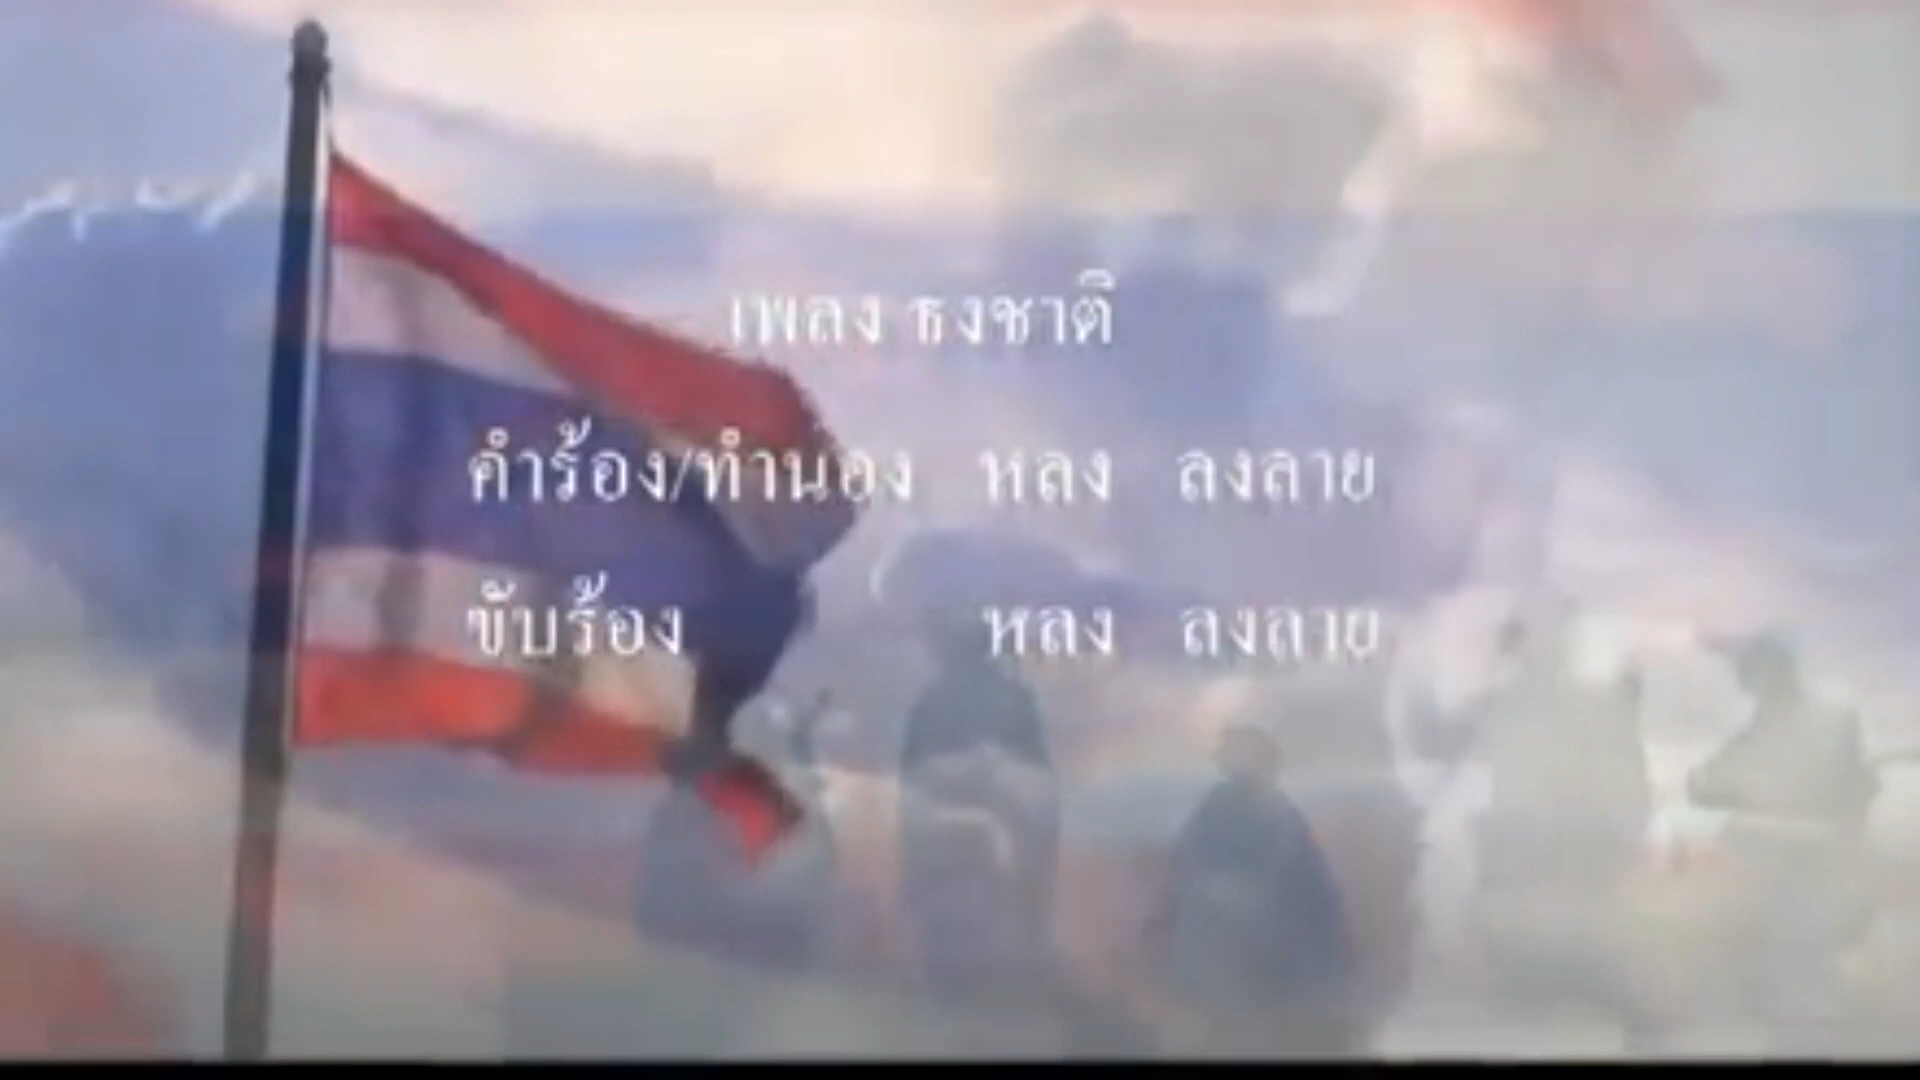 เพลง ธงชาติ
คำร้อง/ทำนอง หลง ลงลาย
ขับร้อง หลง ลงลาย